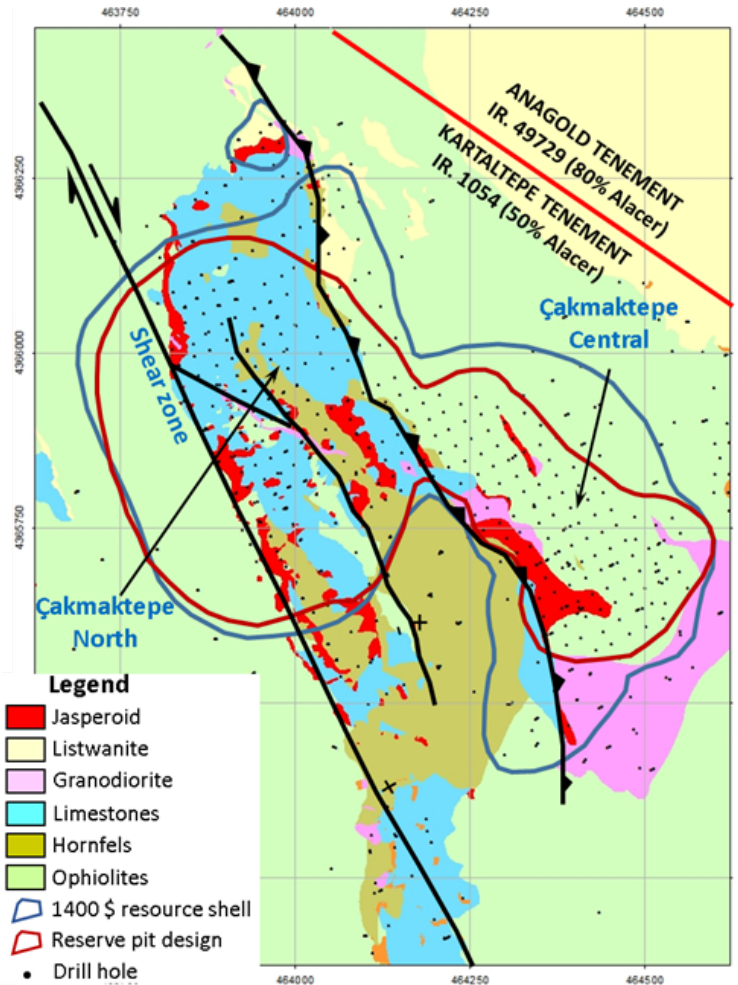 463750 464000 464250 464500
ANAGOLD TENEMENT
IR. 49729 (80% Alacer)
KARTALTEPE TENEMENT
IR. 1054 (50% Alacer)
4366250
4366000
4365750
Çakmaktepe
Central
Shear zone
Çakmaktepe
North
Legend
Jasperoid
Listwanite
Granodiorite
Limestones
Hornfels
Ophiolites
1400 $ resource shell
Reserve pit design
Drill hole
464000 464250 464500